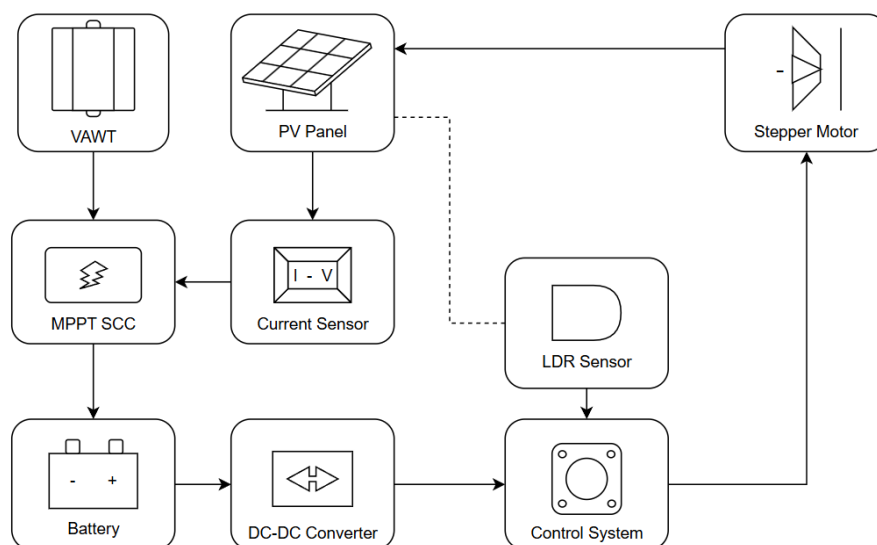 VAWT
PV Panel
-
Stepper Motor
MPPT SCC
I - V
Current Sensor
LDR Sensor
- +
Battery
DC-DC Converter
Control System